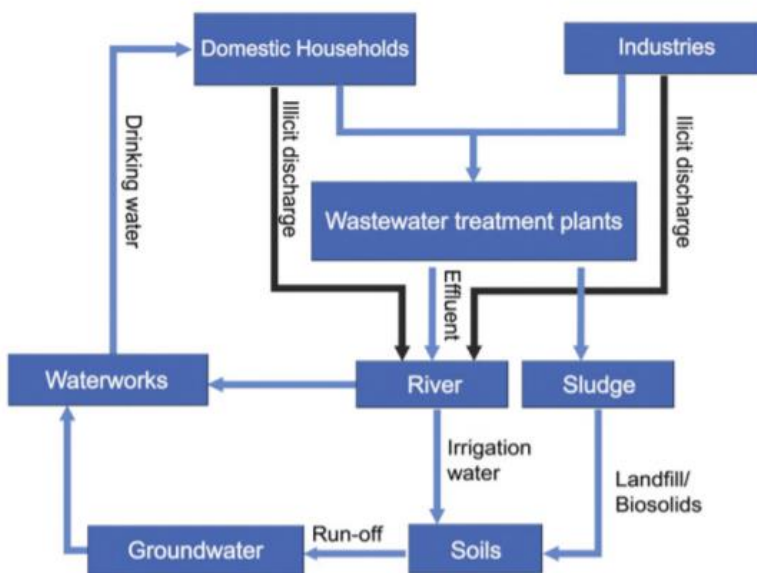 Domestic Households
Industries
Drinking water
Illicit discharge
Ilicit discharge
Wastewater treatment plants
Effluent
Waterworks
River
Sludge
Irrigation
water
Landfill/
Biosolids
Groundwater
Run-off
Soils